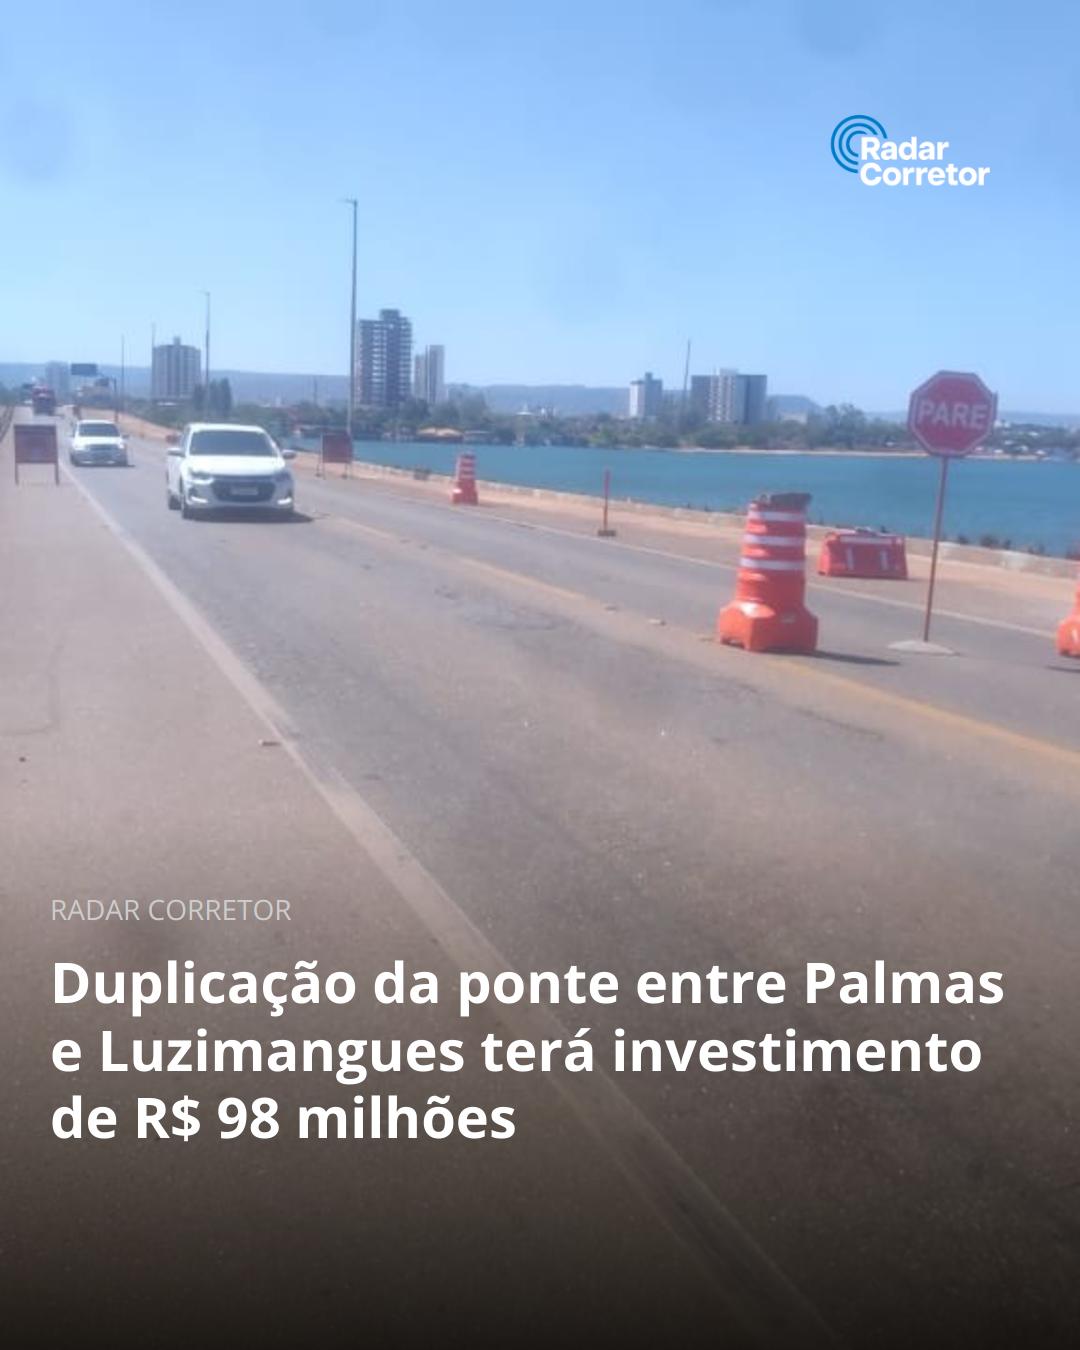 Radar
Corretor
PARE
RADAR CORRETOR
Duplicação da ponte entre Palmas
e Luzimangues terá investimento
de R$ 98 milhões